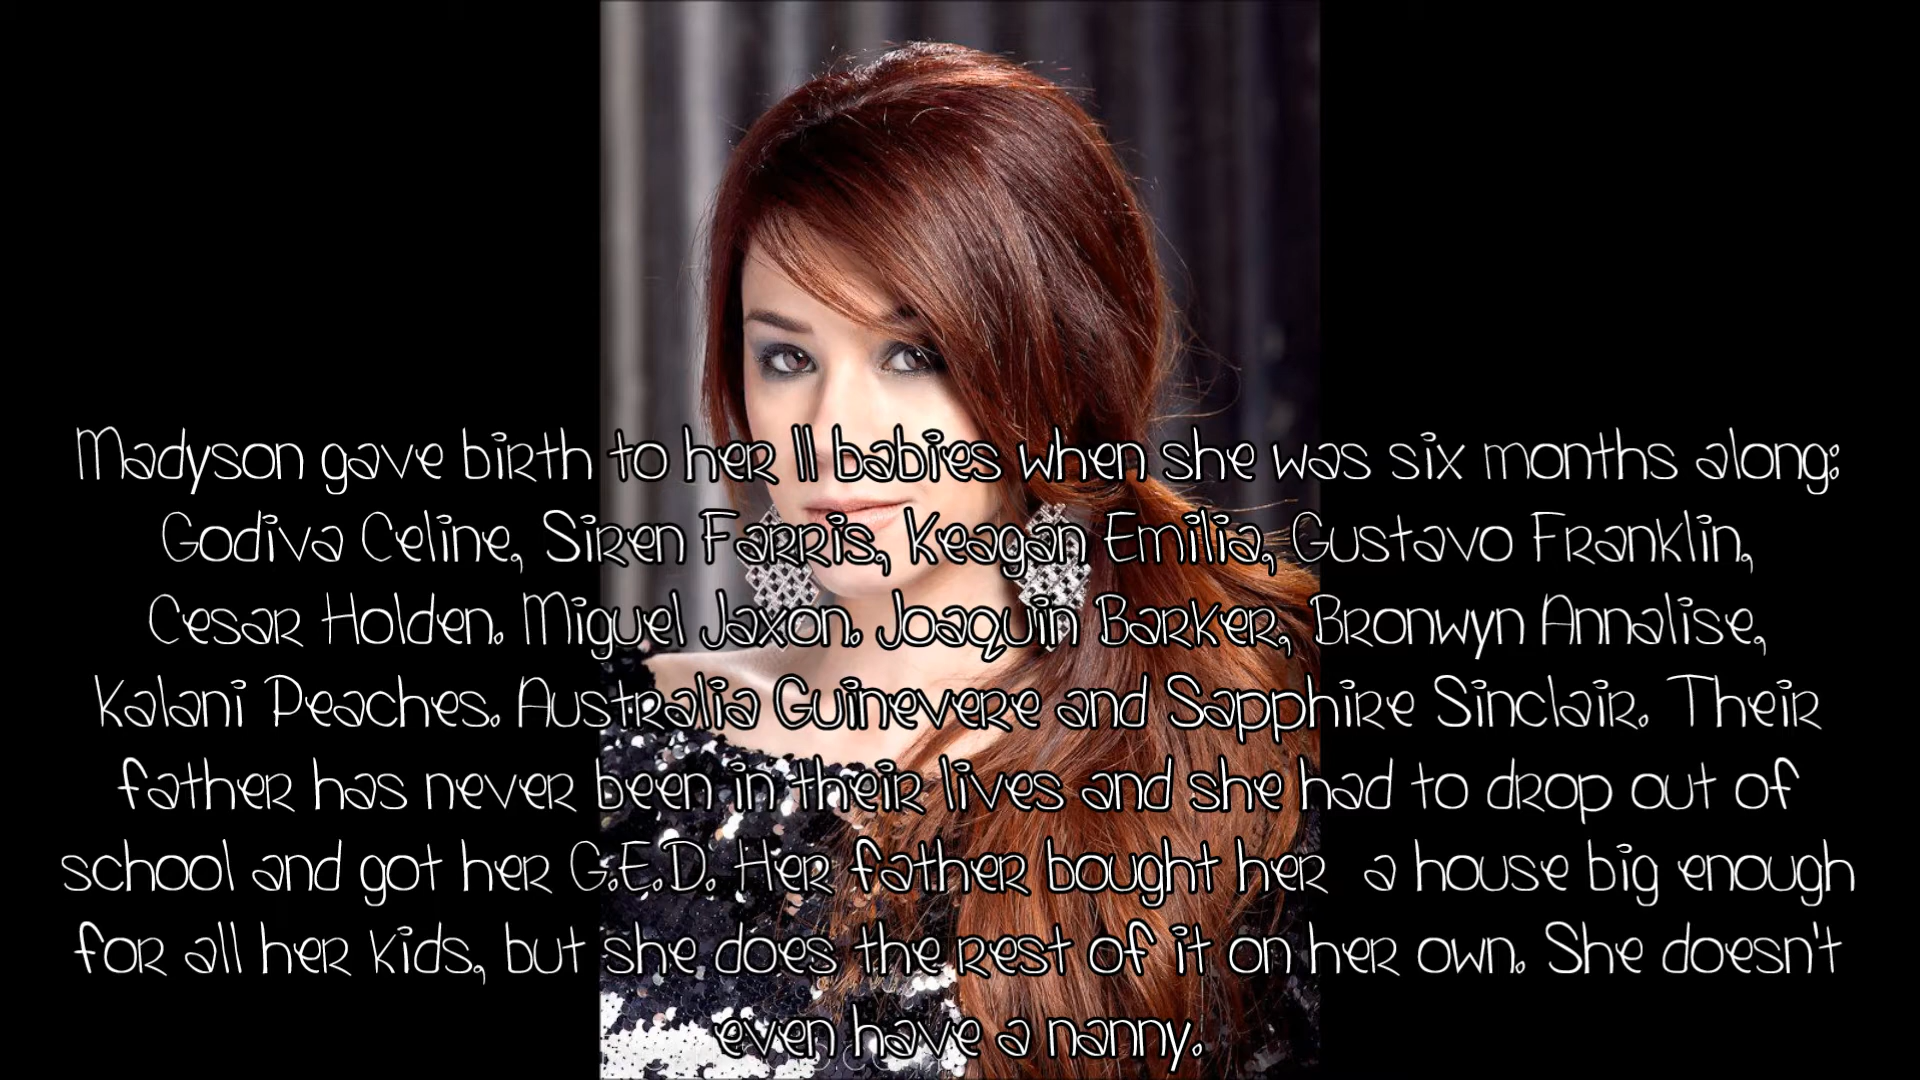 Madyson gave birth to her 11 babies when she was six months along:
Godiva Celine, Siren Farris, Keagan Emilia, Gustavo Franklin,
Cesar Holden. Miguel Jaxon. Joaquin Barker, Bronwyn Annalise,
Kalani Peaches. Australia Guinevere and Sapphire Sinclair. Their
father has never been in their lives and she had to drop out of
school and got her G.E.D. Her father bought her a house big enough
for all her kids, but she does the rest of it on her own. She doesn't
even have a nanny.